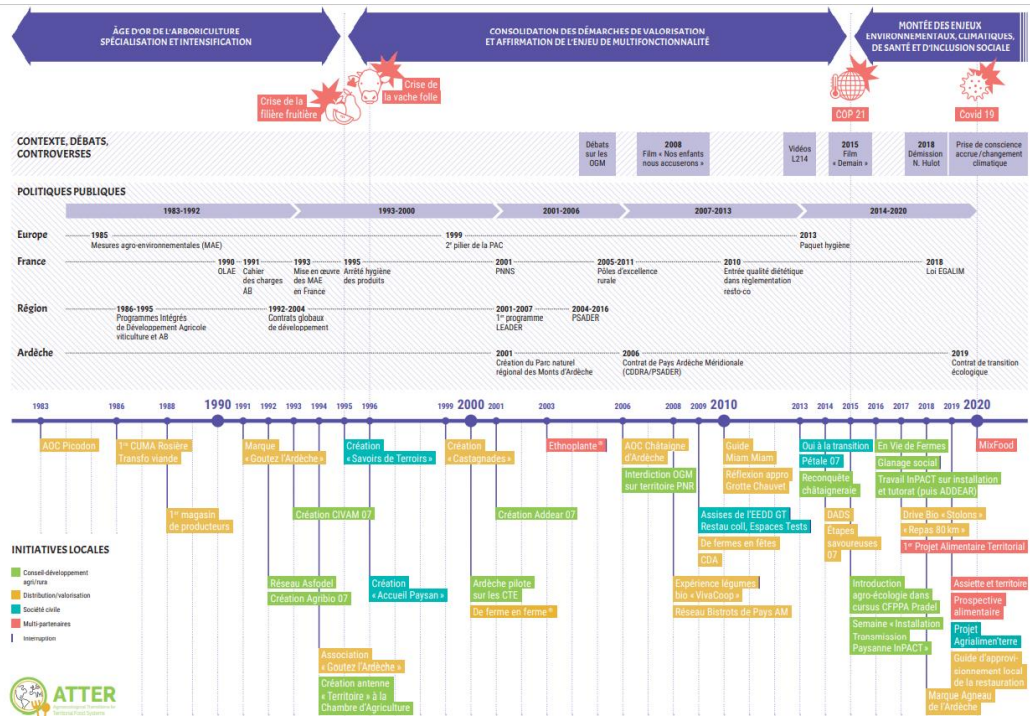 ÂGE D'OR DE L'ARBORICULTURE
SPÉCIALISATION ET INTENSIFICATION
CONSOLIDATION DES DÉMARCHES DE VALORISATION
ET AFFIRMATION DE L'ENJEU DE MULTIFONCTIONNALITÉ
MONTÉE DES ENJEUX
ENVIRONNEMENTAUX, CLIMATIQUES,
DE SANTÉ ET D'INCLUSION SOCIALE
Crise de la
filière fruitière
Crise de
la vache folle
COP 21
Covid 19
CONTEXTE, DÉBATS,
CONTROVERSES
Débats
sur les
OGM
2008
Film « Nos enfants
nous accuserons »
Vidéos
L214
2015
Film
« Demain »
2018
Démission
N. Hulot
Prise de conscience
accrue/changement
climatique
POLITIQUES PUBLIQUES
1983-1992
1993-2000
2001-2006
2007-2013
2014-2020
Europe
1985
Mesures agro-environnementales (MAE)
1999
2e pilier de la PAC
2013
Paquet hygiène
France
1990
OLAE
1991
Cahier
des charges
AB
1993
Mise en œuvre
des MAE
en France
1995
Arrêté hygiène
des produits
2001
PNNS
2005-2011
Pôles d'excellence
rurale
2010
Entrée qualité diététique
dans règlementation
resto-co
2018
Loi EGALIM
Région
1986-1995
Programmes Intégrés
de Développement Agricole
viticulture et AB
1992-2004
Contrats globaux
de développement
2001-2007
1er programme
LEADER
2004-2016
PSADER
Ardèche
2001
Création du Parc naturel
régional des Monts d'Ardèche
2006
Contrat de Pays Ardèche Méridionale
(CDDRA/PSADER)
2019
Contrat de transition
écologique
1983
1986
1988
1990
1991
1992
1993
1994
1995
1996
1999
2000
2001
2003
2006
2008
2009
2010
2013
2014
2015
2016
2017
2018
2019
2020
AOC Picodon
1re CUMA Rosière
Transfo viande
1er magasin
de producteurs
Marque
« Goutez l'Ardèche »
Création CIVAM 07
Réseau Asfodel
Création Agribio 07
Association
« Goutez l'Ardèche »
Création antenne
« Territoire » à la
Chambre d'Agriculture
Création
« Savoirs de Terroirs »
Création
« Accueil Paysan »
Création
« Castagnades »
Création Addear 07
Ardèche pilote
sur les CTE
De ferme en ferme®
Ethnoplante®
AOC Châtaigne
d'Ardèche
Interdiction OGM
sur territoire PNR
Assises de l'EEDD GT
Restau coll, Espaces Tests
De fermes en fêtes
CDA
Expérience légumes
bio « VivaCoop »
Réseau Bistrots de Pays AM
Guide
Miam Miam
Réflexion appro
Grotte Chauvet
Oui à la transition
Pétale 07
Reconquête
châtaigneraie
DADS
Étapes
savoureuses
07
En Vie de Fermes
Glanage social
Travail InPACT sur installation
et tutorat (puis ADDEAR)
Drive Bio « Stolons »
« Repas 80 km »
1er Projet Alimentaire Territorial
Introduction
agro-écologie dans
cursus CFPPA Pradel
Semaine « Installation
Transmission
Paysanne InPACT »
MixFood
Assiette et territoire
Prospective
alimentaire
Projet
Agrialimen'terre
Guide d'approvi-
sionnement local
de la restauration
Marque Agneau
de l'Ardèche
INITIATIVES LOCALES
Conseil-développement
agri/rura
Distribution/valorisation
Société civile
Multi-partenaires
Interruption
ATTER
Agroecological Transitions for
Territorial Food Systems